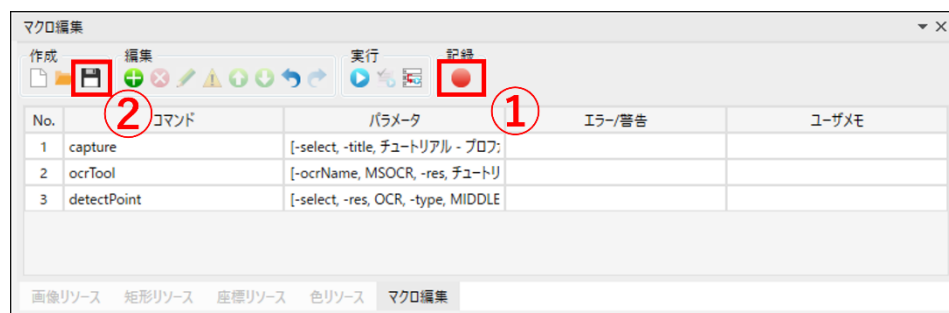 マクロ編集
作成 編集 実行 記録
② ①
No. コマンド パラメータ エラー/警告 ユーザメモ
1 capture [-select, -title, チュートリアル - プロファ
2 ocrTool [-ocrName, MSOCR, -res, チュートリ
3 detectPoint [-select, -res, OCR, -type, MIDDLE
画像リソース 矩形リソース 座標リソース 色リソース マクロ編集